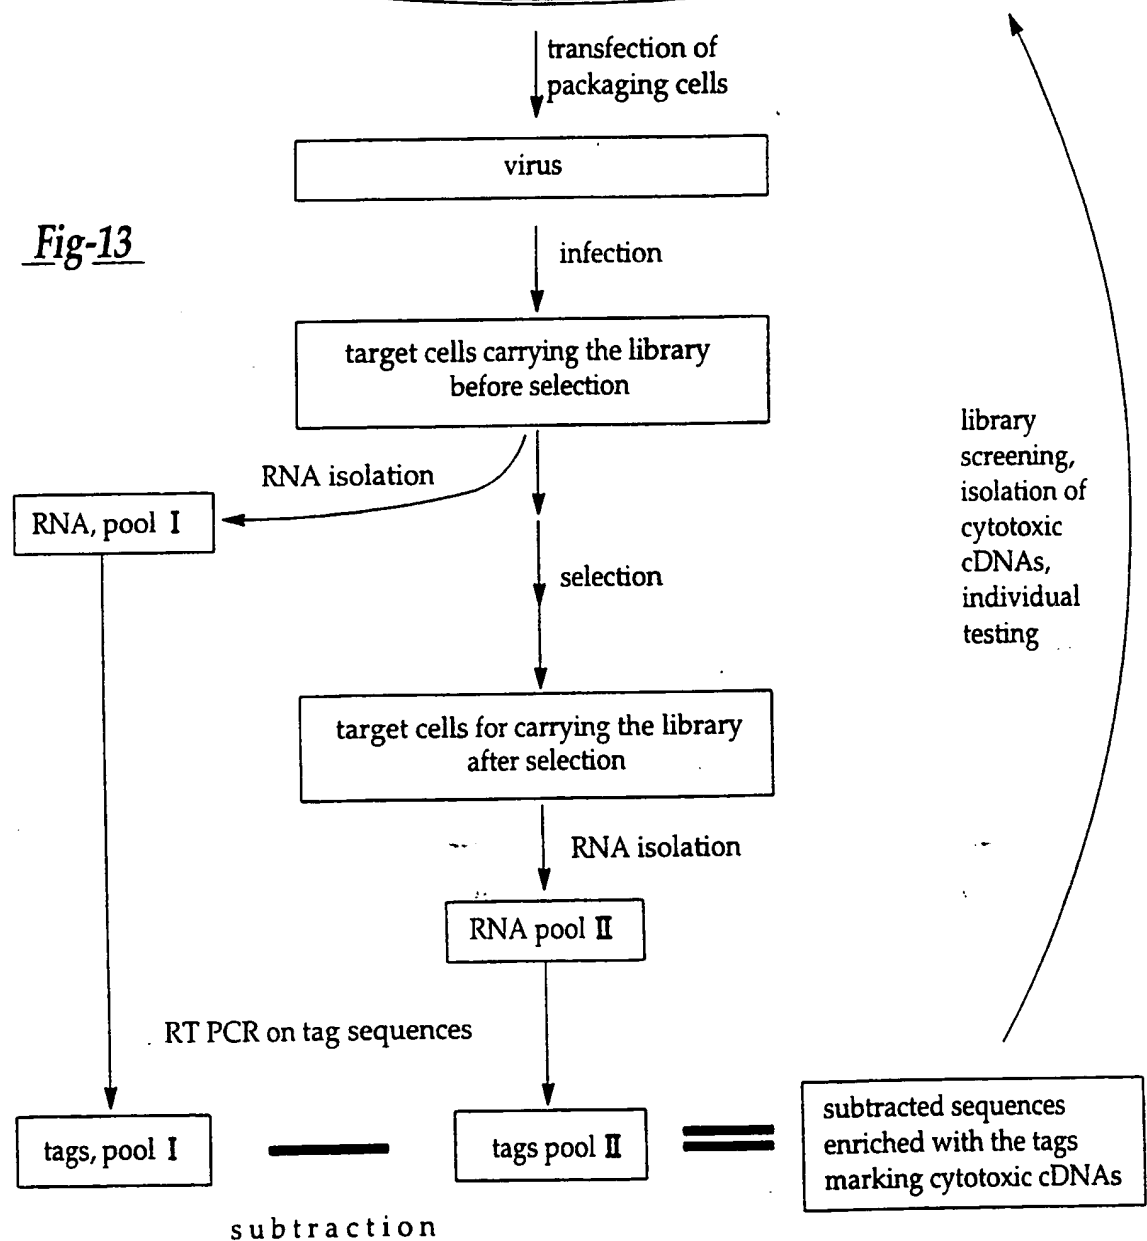 transfection of
packaging cells
virus
Fig-13
infection
target cells carrying the library
before selection
RNA isolation
RNA, pool I
selection
library
screening,
isolation of
cytotoxic
cDNAs,
individual
testing
target cells for carrying the library
after selection
RNA isolation
RNA pool II
RT PCR on tag sequences
tags, pool I
tags pool II
subtracted sequences
enriched with the tags
marking cytotoxic cDNAs
subtraction